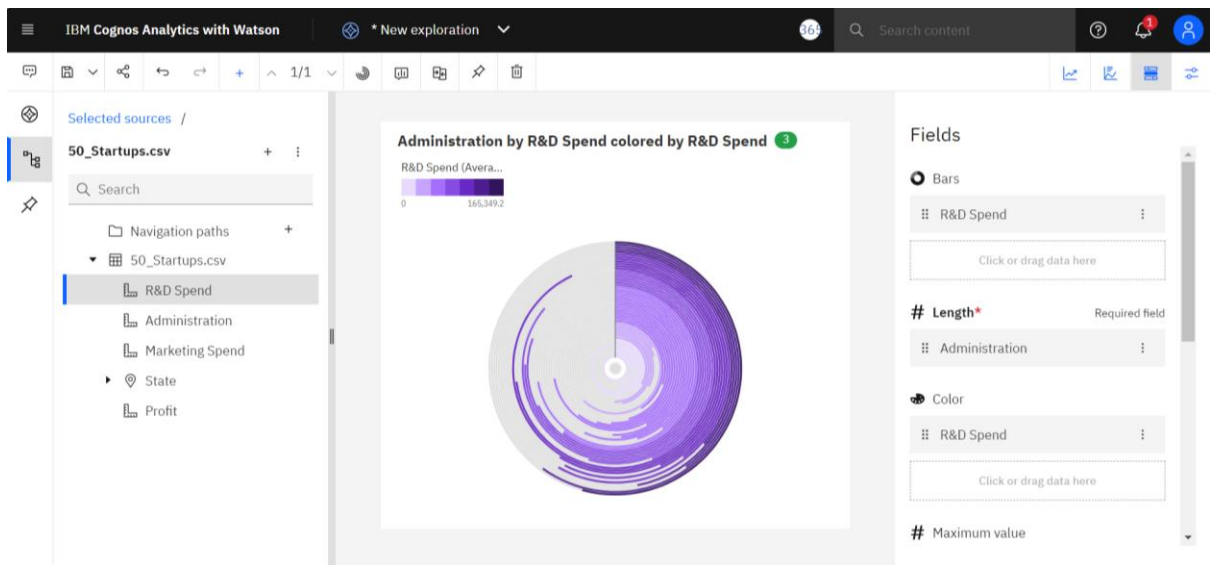 IBM Cognos Analytics with Watson
* New exploration
Search content
1
1/1
Selected sources /
50_Startups.csv
Search
Navigation paths
50_Startups.csv
R&D Spend
Administration
Marketing Spend
State
Profit
Administration by R&D Spend colored by R&D Spend 3
R&D Spend (Avera...
0 165,349.2
Fields
Bars
R&D Spend
Click or drag data here
# Length* Required field
Administration
Color
R&D Spend
Click or drag data here
# Maximum value